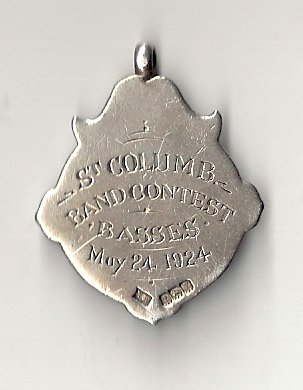 ST COLUMB
BAND CONTEST
BASSES
May 24, 1924